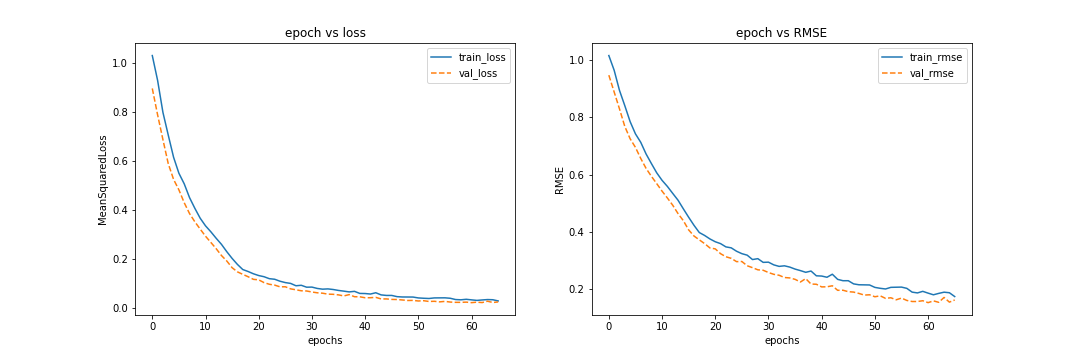 epoch vs loss
MeanSquaredLoss
1.0
0.8
0.6
0.4
0.2
0.0
0 10 20 30 40 50 60
epochs
train_loss
val_loss
epoch vs RMSE
RMSE
1.0
0.8
0.6
0.4
0.2
0 10 20 30 40 50 60
epochs
train_rmse
val_rmse